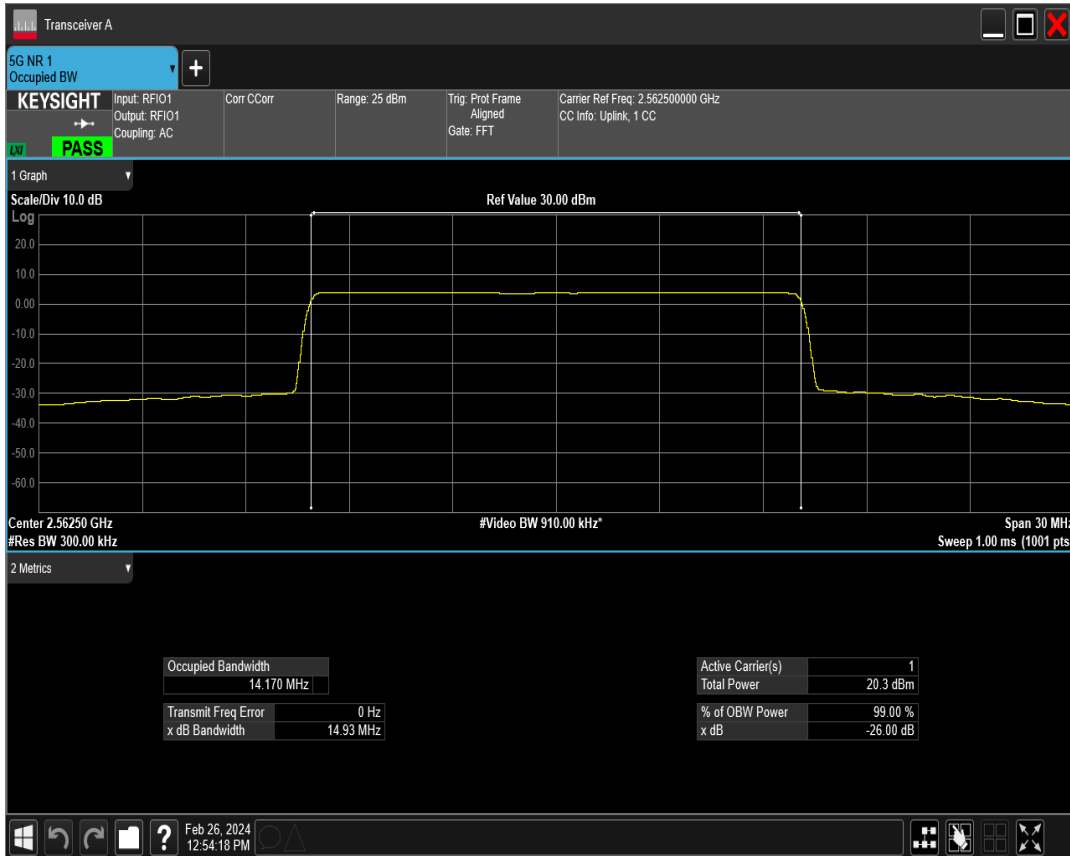 Transceiver A
5G NR 1
Occupied BW
+
KEYSIGHT
LXI
PASS
Input: RFIO1
Output: RFIO1
Coupling: AC
Corr CCorr
Range: 25 dBm
Trig: Prot Frame
Aligned
Gate: FFT
Carrier Ref Freq: 2.562500000 GHz
CC Info: Uplink, 1 CC
1 Graph
Scale/Div 10.0 dB
Ref Value 30.00 dBm
Log
20.0
10.0
0.00
-10.0
-20.0
-30.0
-40.0
-50.0
-60.0
Center 2.56250 GHz
#Video BW 910.00 kHz*
Span 30 MHz
#Res BW 300.00 kHz
Sweep 1.00 ms (1001 pts
2 Metrics
Occupied Bandwidth
14.170 MHz
Transmit Freq Error 0 Hz
x dB Bandwidth 14.93 MHz
Active Carrier(s) 1
Total Power 20.3 dBm
% of OBW Power 99.00 %
x dB -26.00 dB
?
Feb 26, 2024
12:54:18 PM